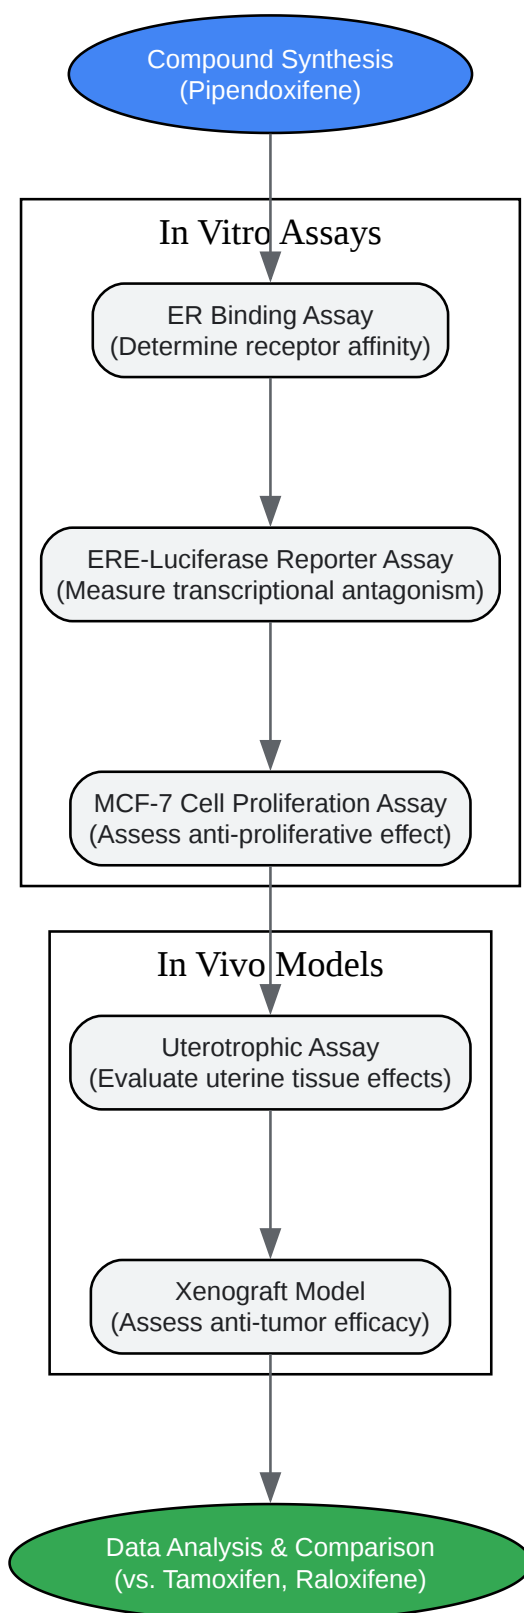 Compound Synthesis
(Pipendoxifene)
In Vitro Assays
ER Binding Assay
(Determine receptor affinity)
ERE-Luciferase Reporter Assay
(Measure transcriptional antagonism)
MCF-7 Cell Proliferation Assay
(Assess anti-proliferative effect)
In Vivo Models
Uterotrophic Assay
(Evaluate uterine tissue effects)
Xenograft Model
(Assess anti-tumor efficacy)
Data Analysis & Comparison
(vs. Tamoxifen, Raloxifene)